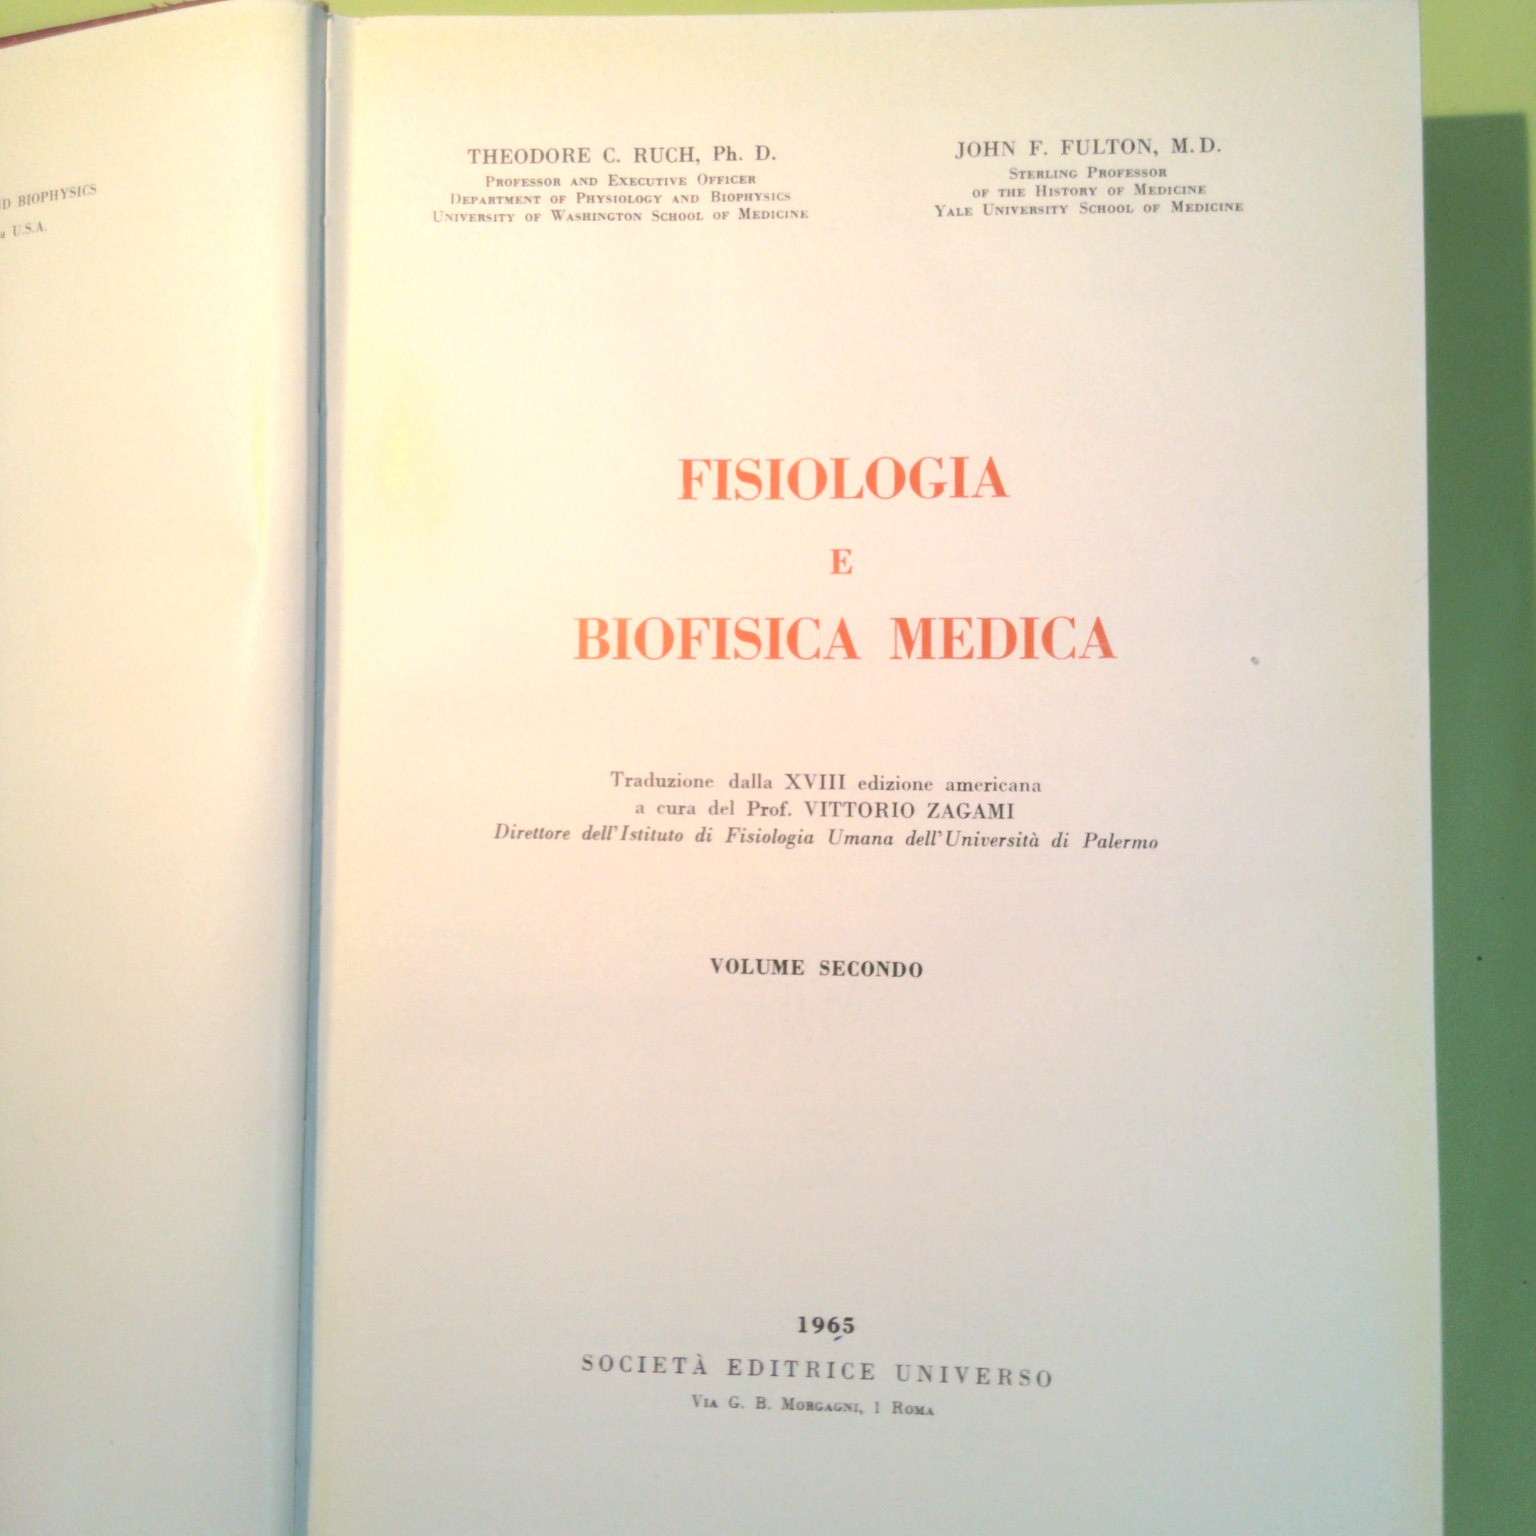 D BIOPHYSICS
U.S.A.
THEODORE C. RUCH, Ph. D.
PROFESSOR AND EXECUTIVE OFFICER
DEPARTMENT OF PHYSIOLOGY AND BIOPHYSICS
UNIVERSITY OF WASHINGTON SCHOOL OF MEDICINE
JOHN F. FULTON, M.D.
STERLING PROFESSOR
OF THE HISTORY OF MEDICINE
YALE UNIVERSITY SCHOOL OF MEDICINE
FISIOLOGIA
E
BIOFISICA MEDICA
Traduzione dalla XVIII edizione americana
a cura del Prof. VITTORIO ZAGAMI
Direttore dell'Istituto di Fisiologia Umana dell'Università di Palermo
VOLUME SECONDO
1965
SOCIETÀ EDITRICE UNIVERSO
VIA G. B. MORGAGNI, 1 ROMA